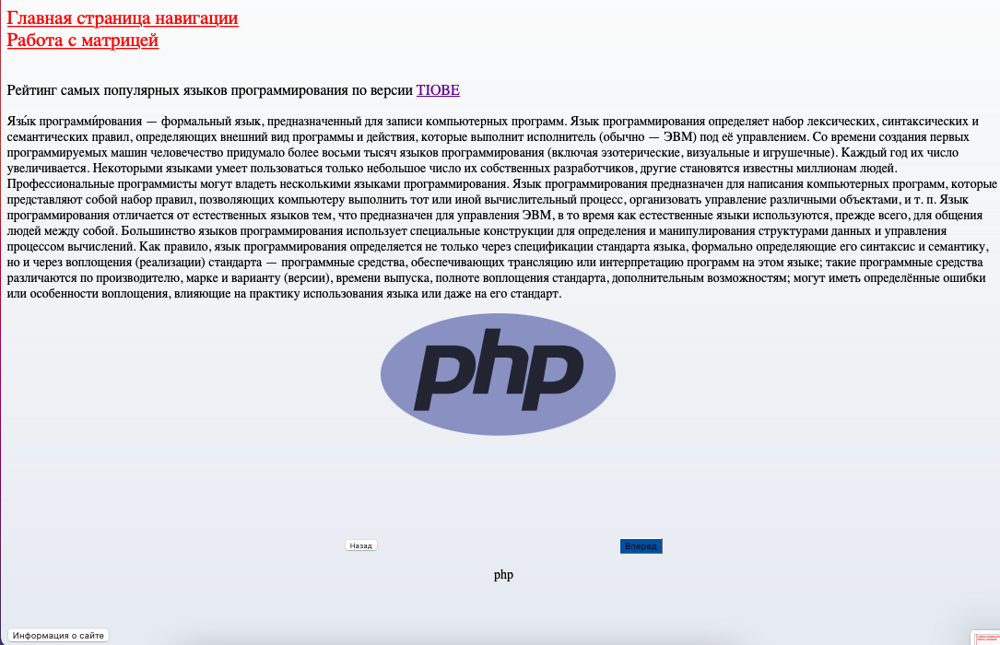 Главная страница навигации
Работа с матрицей
Рейтинг самых популярных языков программирования по версии TIOBE
Язы́к программи́рования — формальный язык, предназначенный для записи компьютерных программ. Язык программирования определяет набор лексических, синтаксических и
семантических правил, определяющих внешний вид программы и действия, которые выполнит исполнитель (обычно — ЭВМ) под её управлением. Со времени создания первых
программируемых машин человечество придумало более восьми тысяч языков программирования (включая эзотерические, визуальные и игрушечные). Каждый год их число
увеличивается. Некоторыми языками умеет пользоваться только небольшое число их собственных разработчиков, другие становятся известны миллионам людей.
Профессиональные программисты могут владеть несколькими языками программирования. Язык программирования предназначен для написания компьютерных программ, которые
представляют собой набор правил, позволяющих компьютеру выполнить тот или иной вычислительный процесс, организовать управление различными объектами, и т. п. Язык
программирования отличается от естественных языков тем, что предназначен для управления ЭВМ, в то время как естественные языки используются, прежде всего, для общения
людей между собой. Большинство языков программирования использует специальные конструкции для определения и манипулирования структурами данных и управления
процессом вычислений. Как правило, язык программирования определяется не только через спецификации стандарта языка, формально определяющие его синтаксис и семантику,
но и через воплощения (реализации) стандарта — программные средства, обеспечивающих трансляцию или интерпретацию программ на этом языке; такие программные средства
различаются по производителю, марке и варианту (версии), времени выпуска, полноте воплощения стандарта, дополнительным возможностям; могут иметь определённые ошибки
или особенности воплощения, влияющие на практику использования языка или даже на его стандарт.
php
Назад
Вперед
php
Информация о сайте